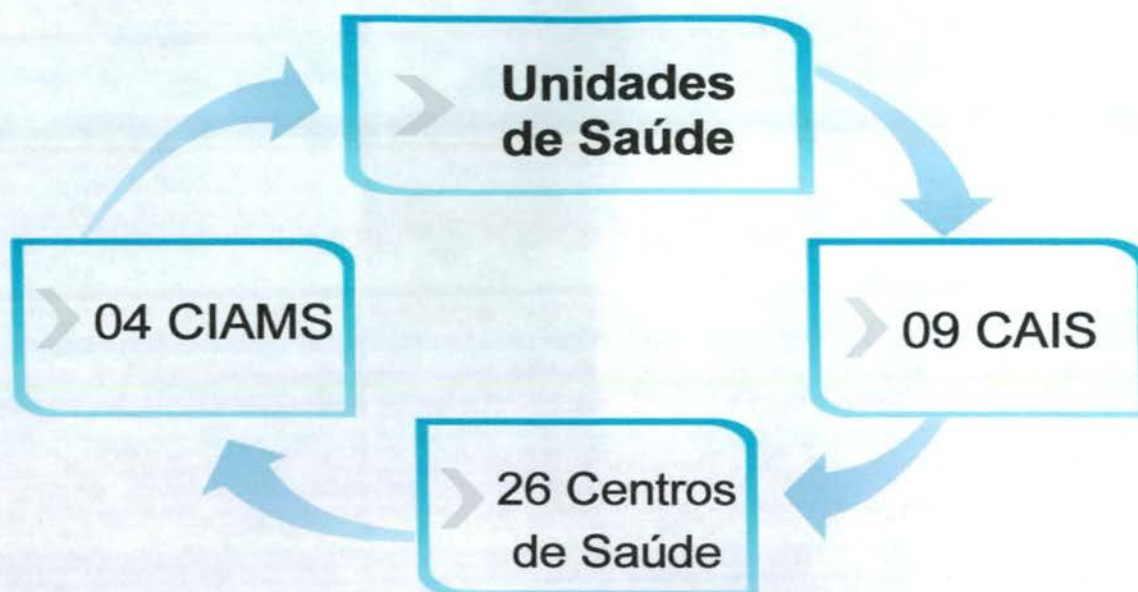 Unidades
de Saúde
04 CIAMS
09 CAIS
26 Centros
de Saúde